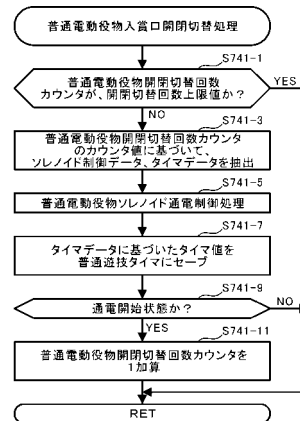 普通電動役物入賞口開閉切替処理
S741-1
普通電動役物開閉切替回数
カウンタが、開閉切替回数上限値か?
YES
NO
S741-3
普通電動役物開閉切替回数カウンタ
のカウンタ値に基づいて、
ソレノイド制御データ、タイマデータを抽出
S741-5
普通電動役物ソレノイド通電制御処理
S741-7
タイマデータに基づいたタイマ値を
普通遊技タイマにセーブ
S741-9
通電開始状態か?
NO
YES
S741-11
普通電動役物開閉切替回数カウンタを
1加算
RET